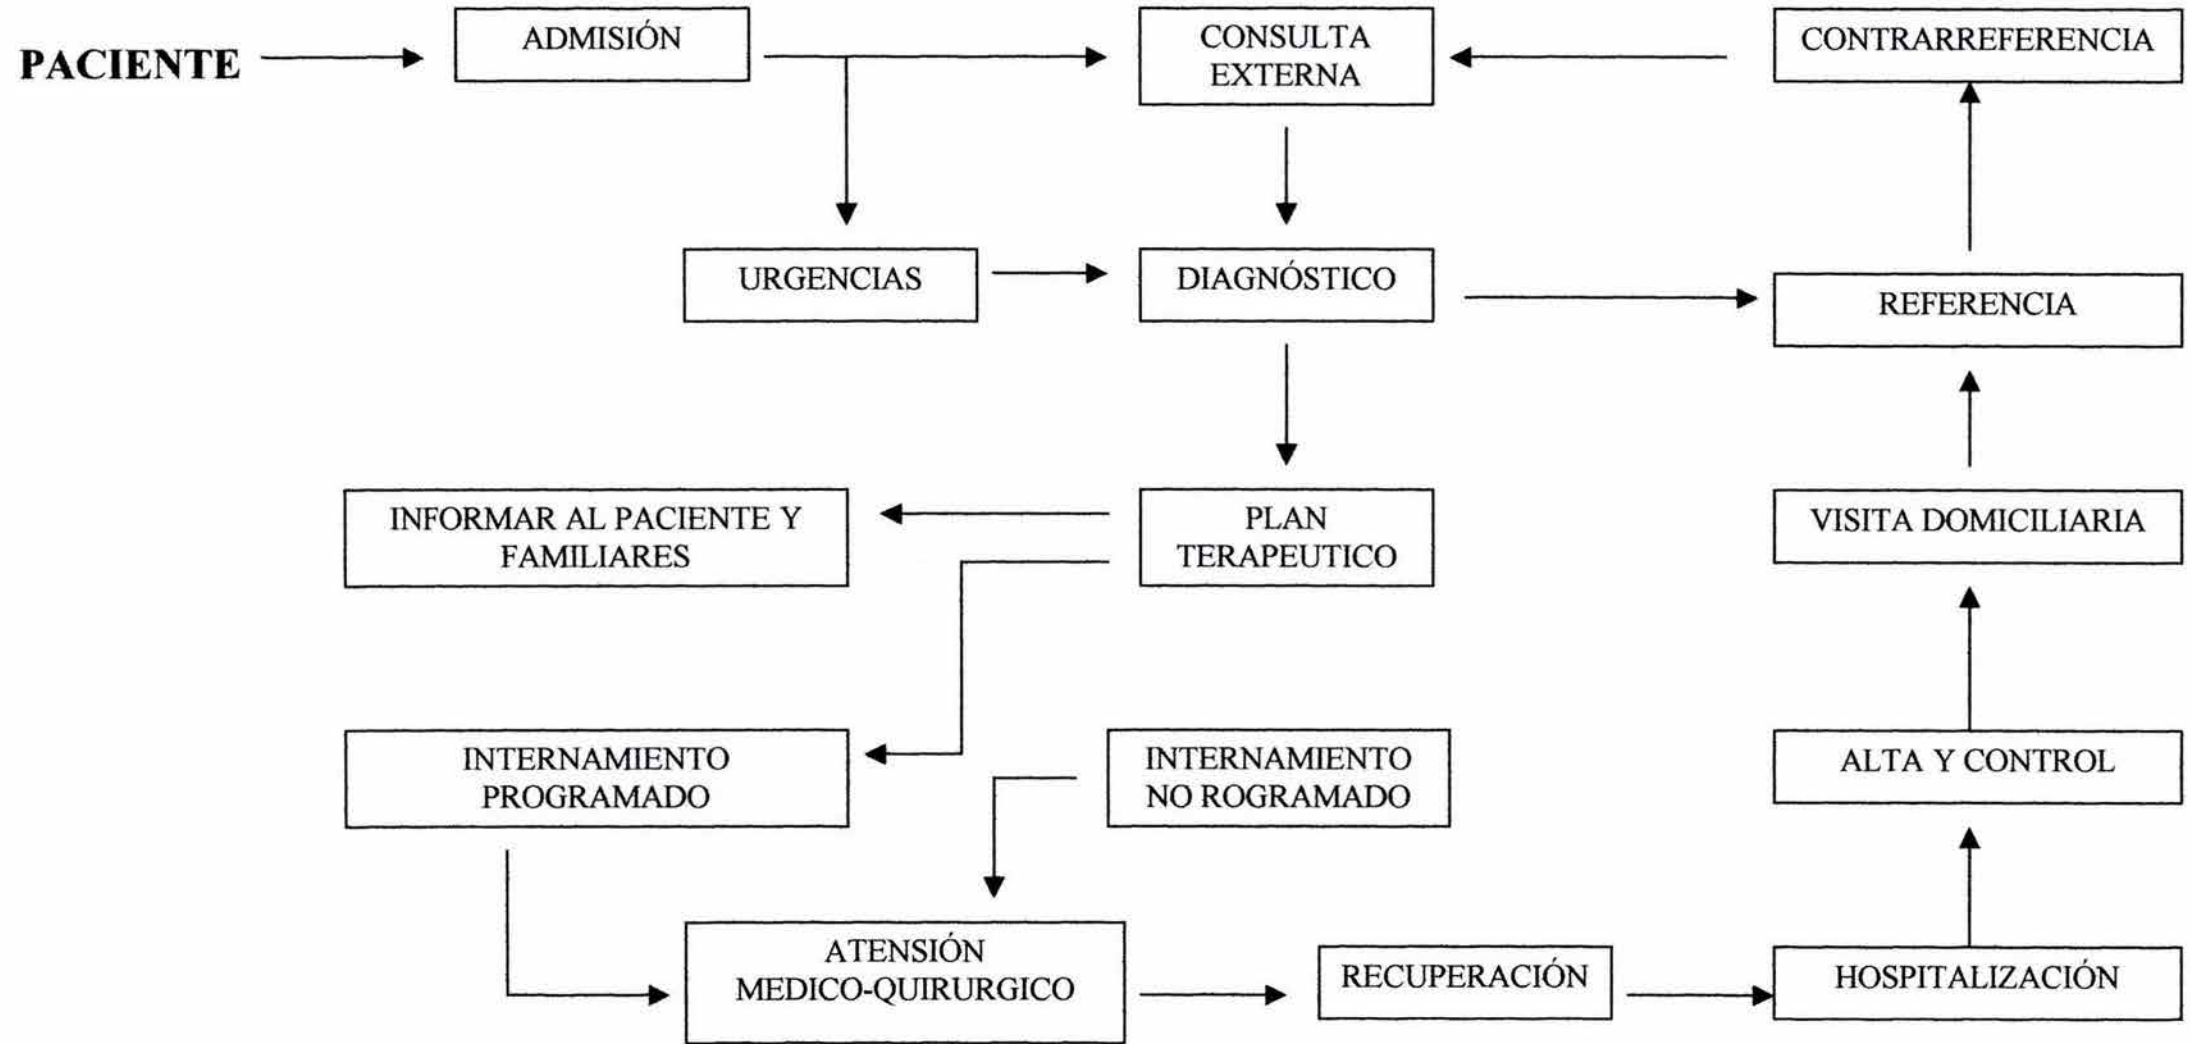 PACIENTE
ADMISIÓN
CONSULTA
EXTERNA
CONTRARREFERENCIA
URGENCIAS
DIAGNÓSTICO
REFERENCIA
INFORMAR AL PACIENTE Y
FAMILIARES
PLAN
TERAPEUTICO
VISITA DOMICILIARIA
INTERNAMIENTO
PROGRAMADO
INTERNAMIENTO
NO ROGRAMADO
ALTA Y CONTROL
ATENSIÓN
MEDICO-QUIRURGICO
RECUPERACIÓN
HOSPITALIZACIÓN